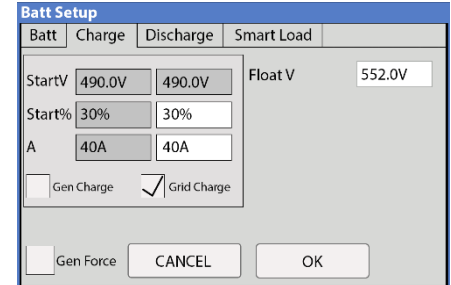 Batt Setup
Batt Charge Discharge Smart Load
StartV 490.0V 490.0V Float V 552.0V
Start% 30% 30%
A 40A 40A
Gen Charge Grid Charge
Gen Force CANCEL OK